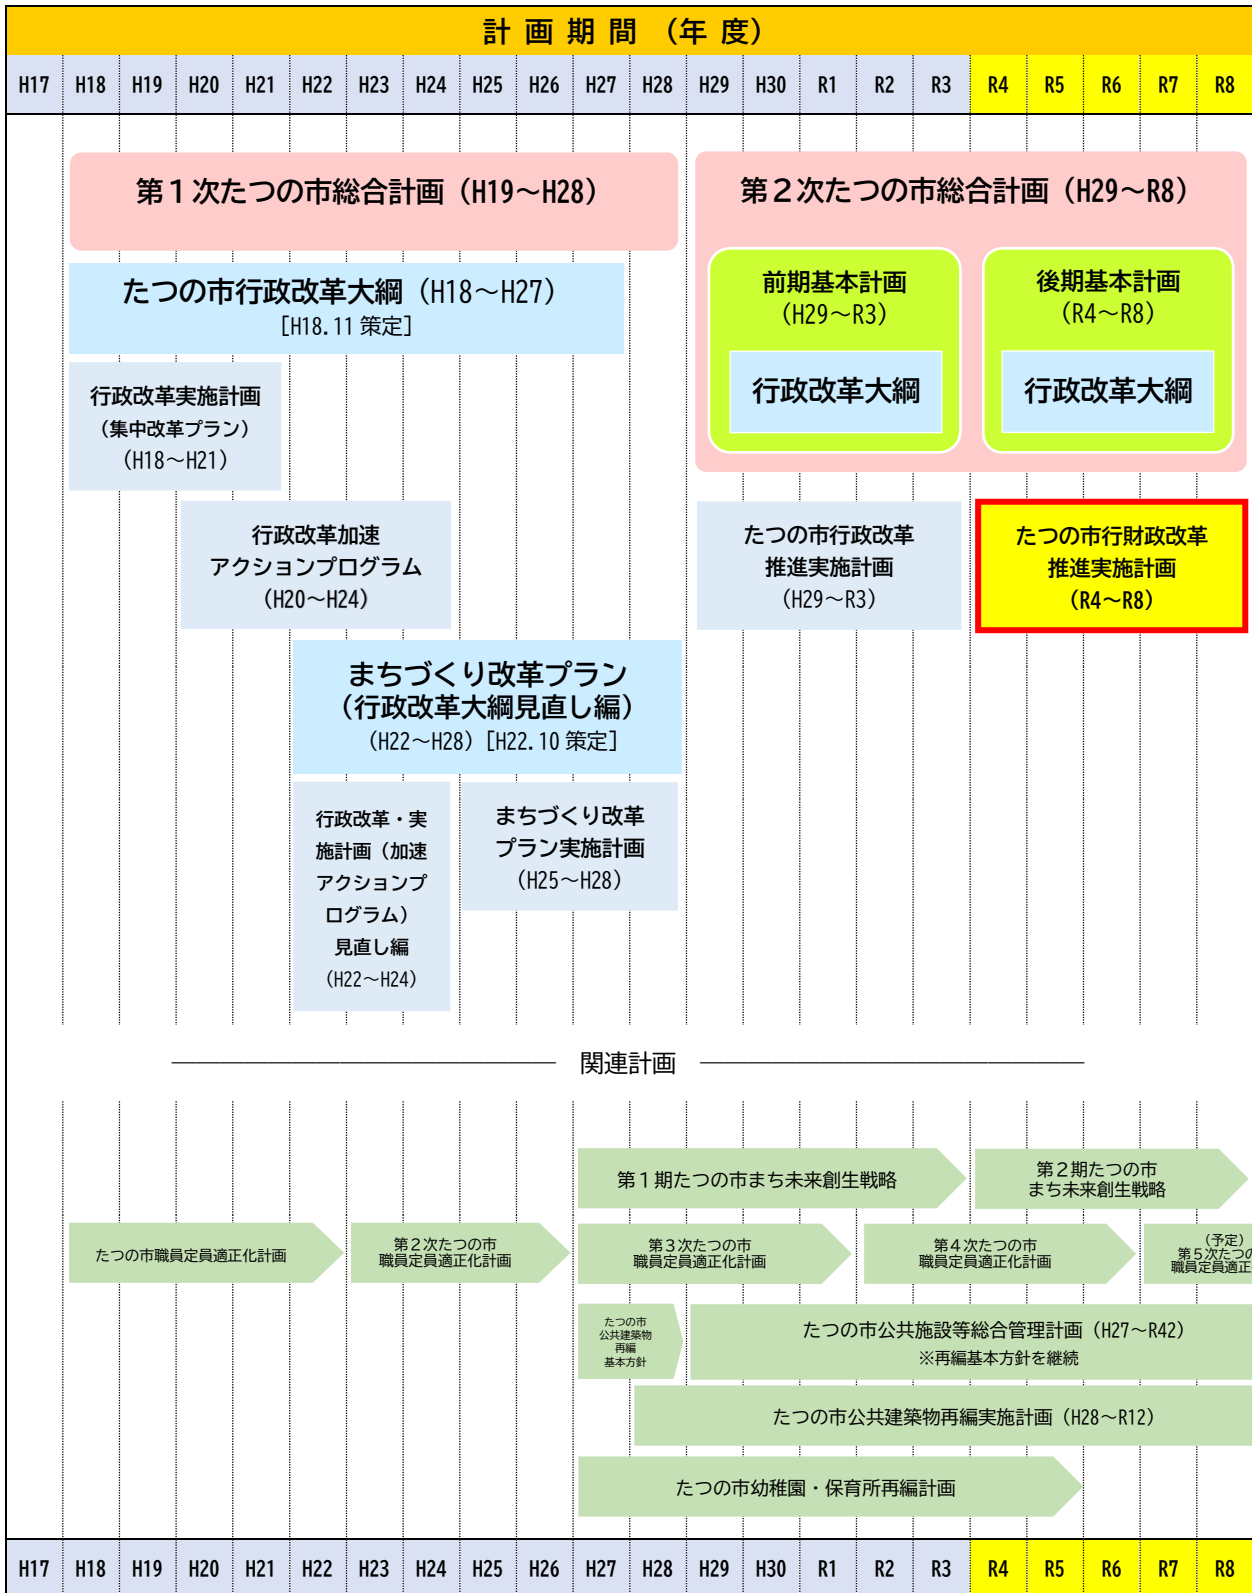 計 画 期 間 （年 度）
H17 H18 H19 H20 H21 H22 H23 H24 H25 H26 H27 H28 H29 H30 R1 R2 R3 R4 R5 R6 R7 R8
第１次たつの市総合計画（H19～H28）
第２次たつの市総合計画（H29～R8）
たつの市行政改革大綱（H18～H27）
［H18.11 策定］
前期基本計画
（H29～R3）
行政改革大綱
後期基本計画
（R4～R8）
行政改革大綱
行政改革実施計画
（集中改革プラン）
（H18～H21）
行政改革加速
アクションプログラム
（H20～H24）
たつの市行政改革
推進実施計画
（H29～R3）
たつの市行財政改革
推進実施計画
（R4～R8）
まちづくり改革プラン
（行政改革大綱見直し編）
（H22～H28）［H22.10 策定］
行政改革・実
施計画（加速
アクションプ
ログラム）
見直し編
（H22～H24）
まちづくり改革
プラン実施計画
（H25～H28）
関連計画
第１期たつの市まち未来創生戦略
第２期たつの市
まち未来創生戦略
たつの市職員定員適正化計画
第２次たつの市
職員定員適正化計画
第３次たつの市
職員定員適正化計画
第４次たつの市
職員定員適正化計画
（予定）
第５次たつの
職員定員適正
たつの市
公共建築物
再編
基本方針
たつの市公共施設等総合管理計画（H27～R42）
※再編基本方針を継続
たつの市公共建築物再編実施計画（H28～R12）
たつの市幼稚園・保育所再編計画
H17 H18 H19 H20 H21 H22 H23 H24 H25 H26 H27 H28 H29 H30 R1 R2 R3 R4 R5 R6 R7 R8